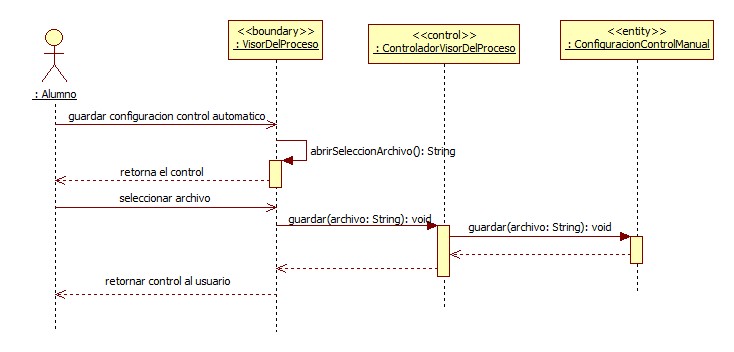 <<boundary>>
: VisorDelProceso
<<control>>
: ControladorVisorDelProceso
<<entity>>
: ConfiguracionControlManual
: Alumno
guardar configuracion control automatico
abrirSeleccionArchivo(): String
retorna el control
seleccionar archivo
guardar(archivo: String): void
guardar(archivo: String): void
retornar control al usuario